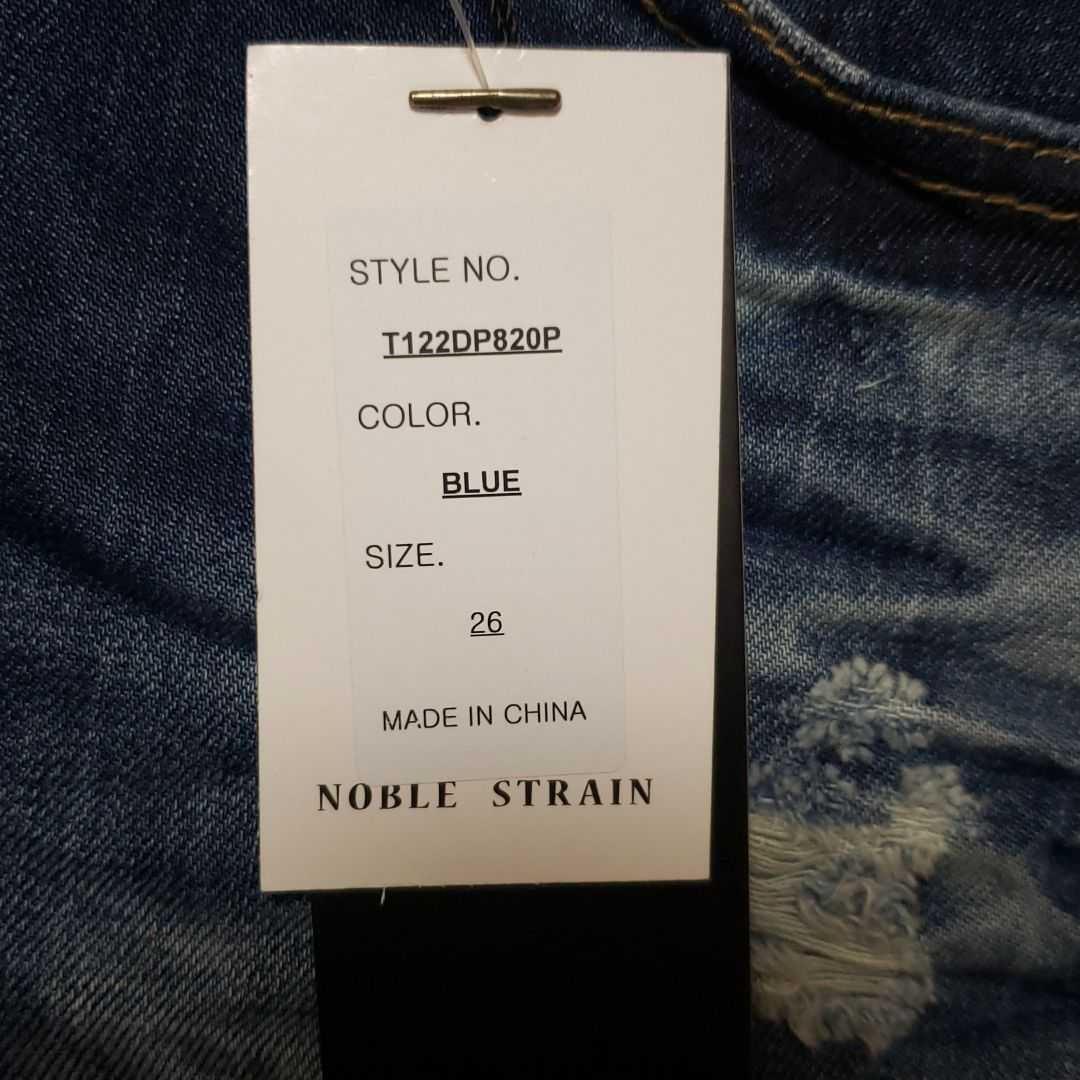 STYLE NO.
T122DP820P
COLOR.
BLUE
SIZE.
26
MADE IN CHINA
NOBLE STRAIN